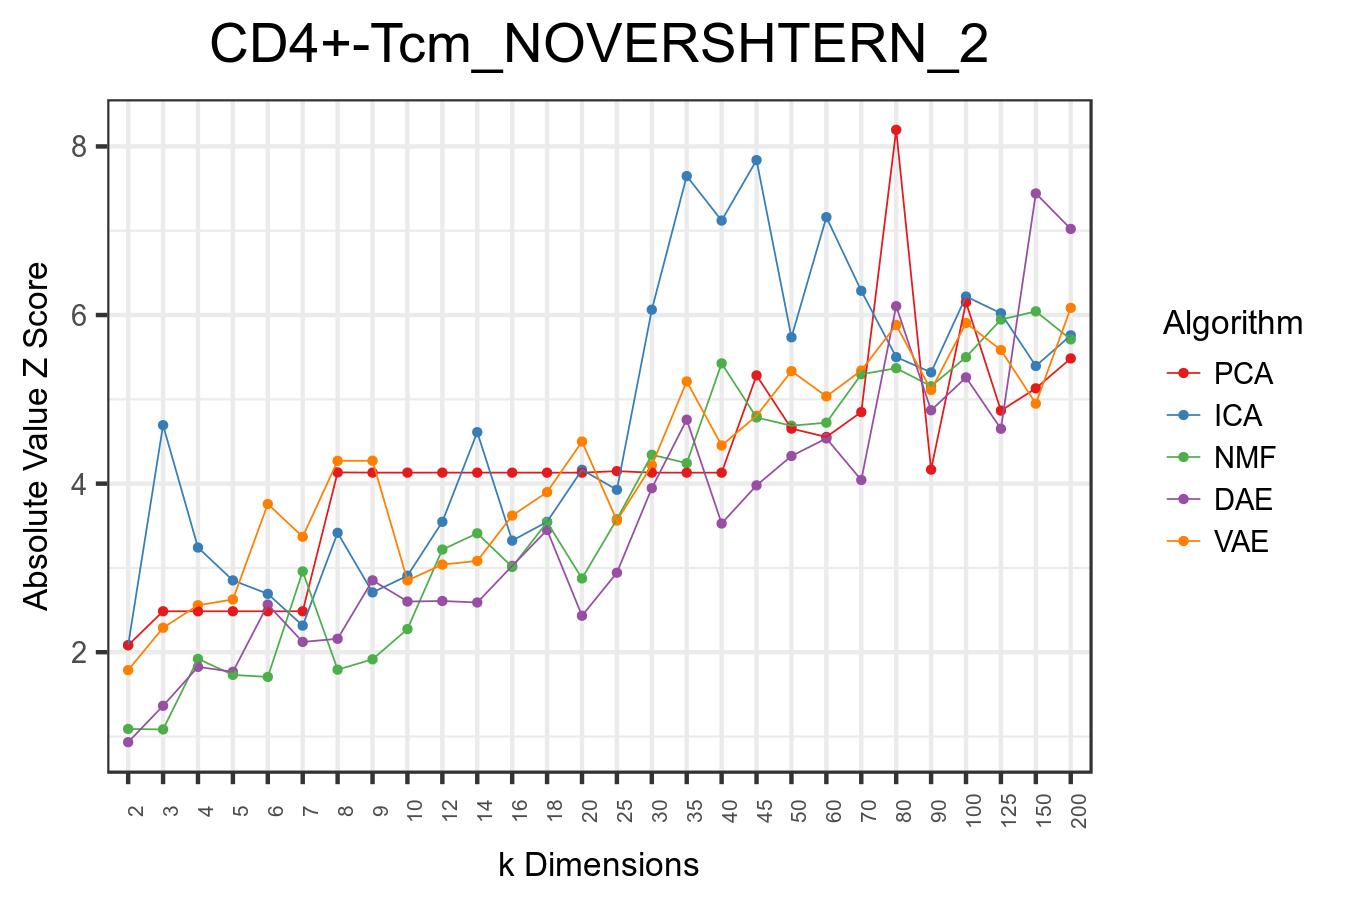 CD4+-Tcm_NOVERSHTERN_2
Absolute Value Z Score
8
6
4
2
2 3 4 5 6 7 8 9 10 12 14 16 18 20 25 30 35 40 45 50 60 70 80 90 100 125 150 200
k Dimensions
Algorithm
PCA
ICA
NMF
DAE
VAE